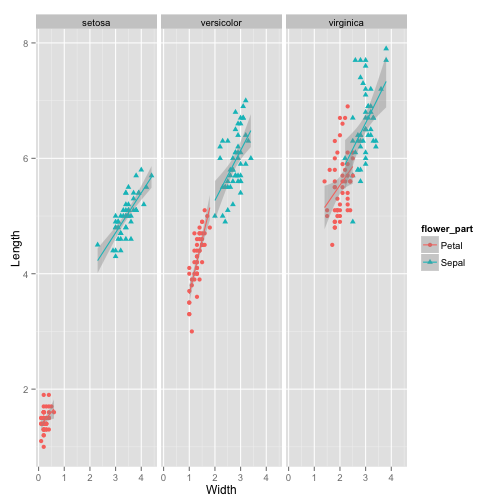 setosa versicolor virginica
8
6
4
2
Length
0 1 2 3 4 0 1 2 3 4 0 1 2 3 4
Width
flower_part
Petal
Sepal